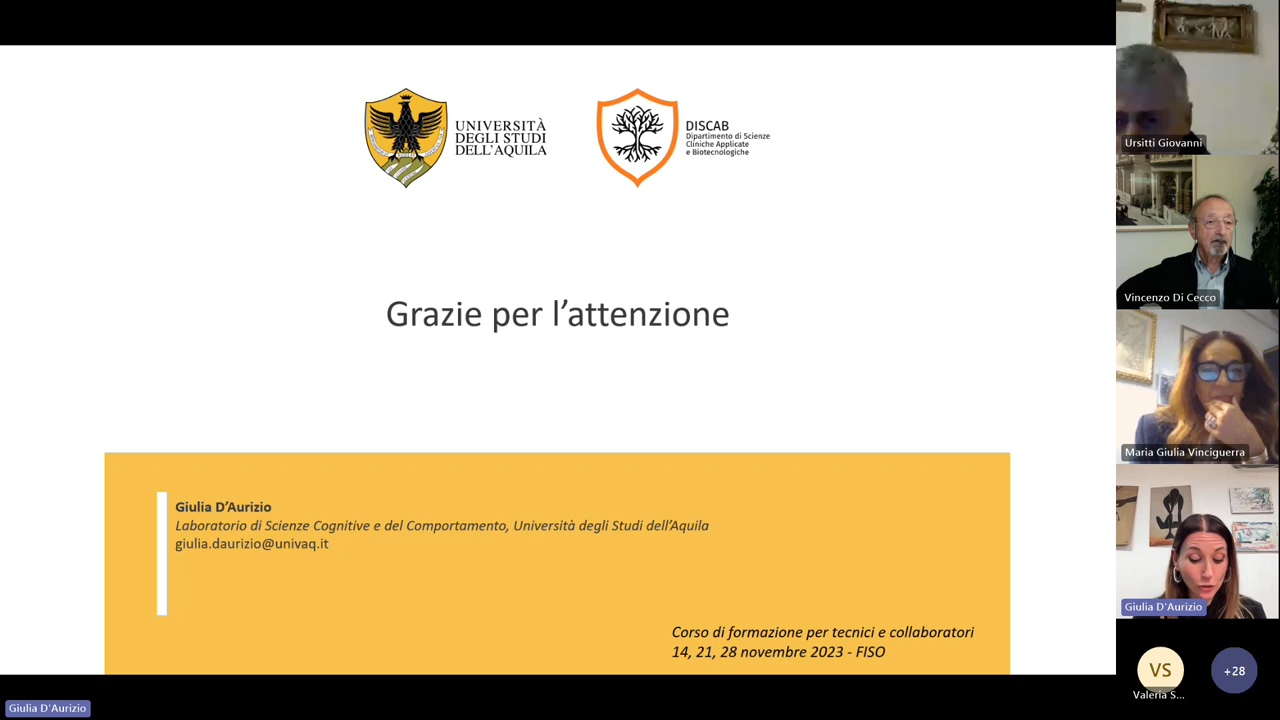 UNIVERSITÀ
DEGLI STUDI
DELL'AQUILA
DISCAB
Dipartimento di Scienze
Cliniche Applicate
e Biotecnologiche
Grazie per l’attenzione
Giulia D’Aurizio
Laboratorio di Scienze Cognitive e del Comportamento, Università degli Studi dell’Aquila
giulia.daurizio@univaq.it
Corso di formazione per tecnici e collaboratori
14, 21, 28 novembre 2023 - FISO
Giulia D'Aurizio
Ursitti Giovanni
Vincenzo Di Cecco
Maria Giulia Vinciguerra
Giulia D'Aurizio
VS
Valeria S...
+28